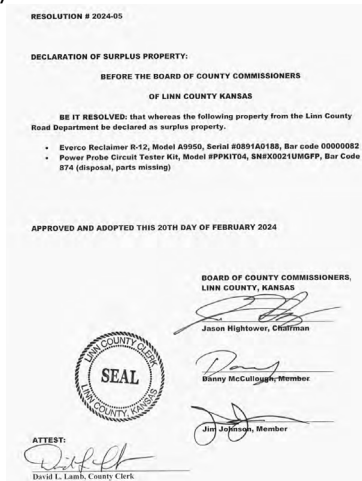 RESOLUTION # 2024-05
DECLARATION OF SURPLUS PROPERTY:
BEFORE THE BOARD OF COUNTY COMMISSIONERS
OF LINN COUNTY KANSAS
BE IT RESOLVED: that whereas the following property from the Linn County
Road Department be declared as surplus property.
• Everco Reclaimer R-12, Model A9950, Serial #0891A0188, Bar code 00000082
• Power Probe Circuit Tester Kit, Model #PPKIT04, SN#X0021UMGFP, Bar Code
874 (disposal, parts missing)
APPROVED AND ADOPTED THIS 20TH DAY OF FEBRUARY 2024
BOARD OF COUNTY COMMISSIONERS,
LINN COUNTY, KANSAS
Jason Hightower, Chairman
LINN COUNTY CLERK
SEAL
LINN COUNTY, KANSAS
Danny McCullough, Member
Jim Johnson, Member
ATTEST:
David L. Lamb, County Clerk